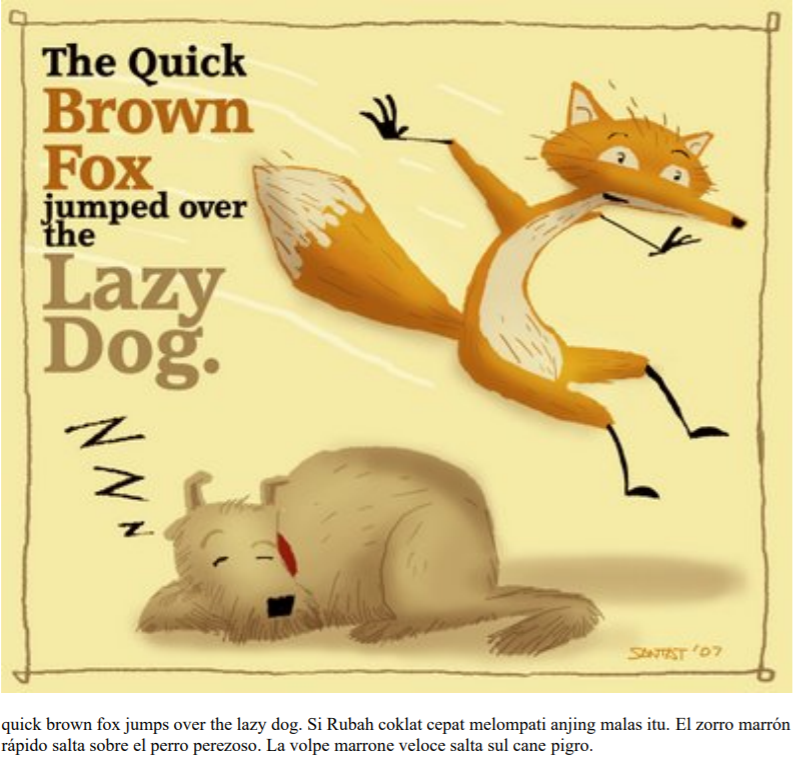 The Quick
Brown
Fox
jumped over
the
Lazy
Dog.
Z
Z
Z
SANTAT '07
quick brown fox jumps over the lazy dog. Si Rubah coklat cepat melompati anjing malas itu. El zorro marrón
rápido salta sobre el perro perezoso. La volpe marrone veloce salta sul cane pigro.